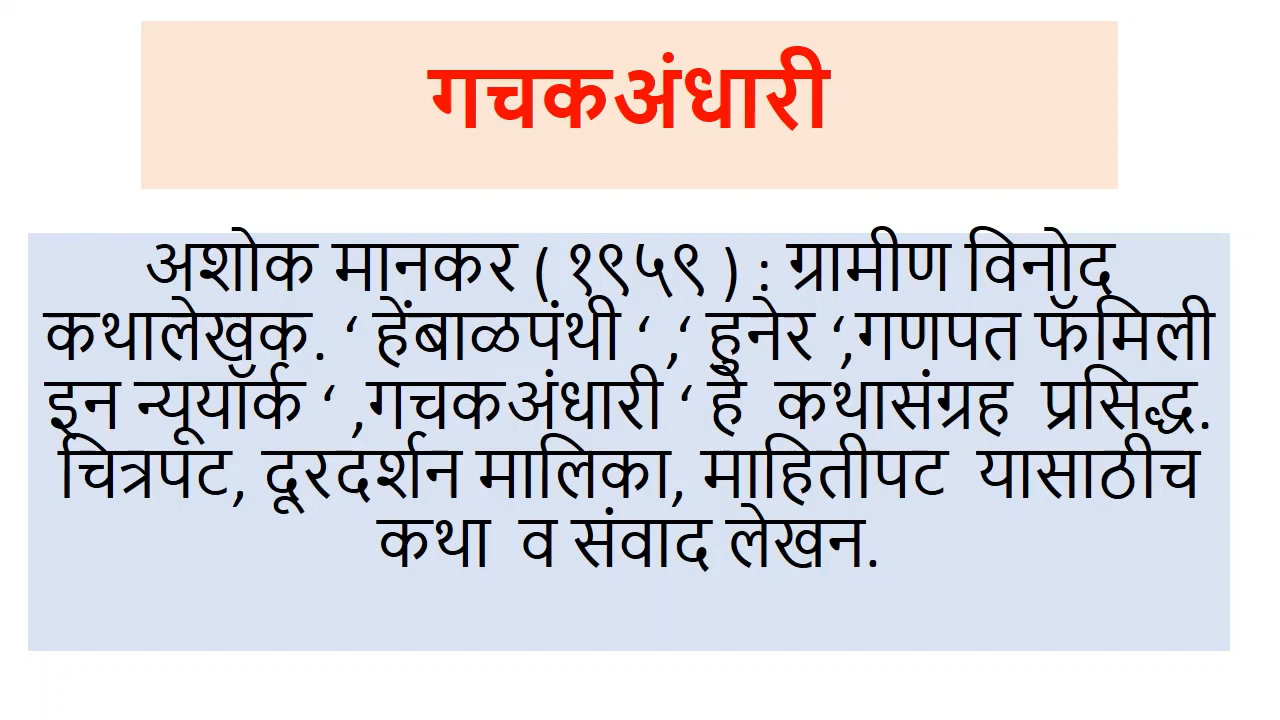 गचकअंधारी
अशोक मानकर ( १९५९ ) : ग्रामीण विनोद
कथालेखक. ‘ हेंबाळपंथी ‘ ,‘ हुनेर ‘,गणपत फॅमिली
इन न्यूयॉर्क ‘ ,गचकअंधारी ‘ हे कथासंग्रह प्रसिद्ध.
चित्रपट, दूरदर्शन मालिका, माहितीपट यासाठीच
कथा व संवाद लेखन.